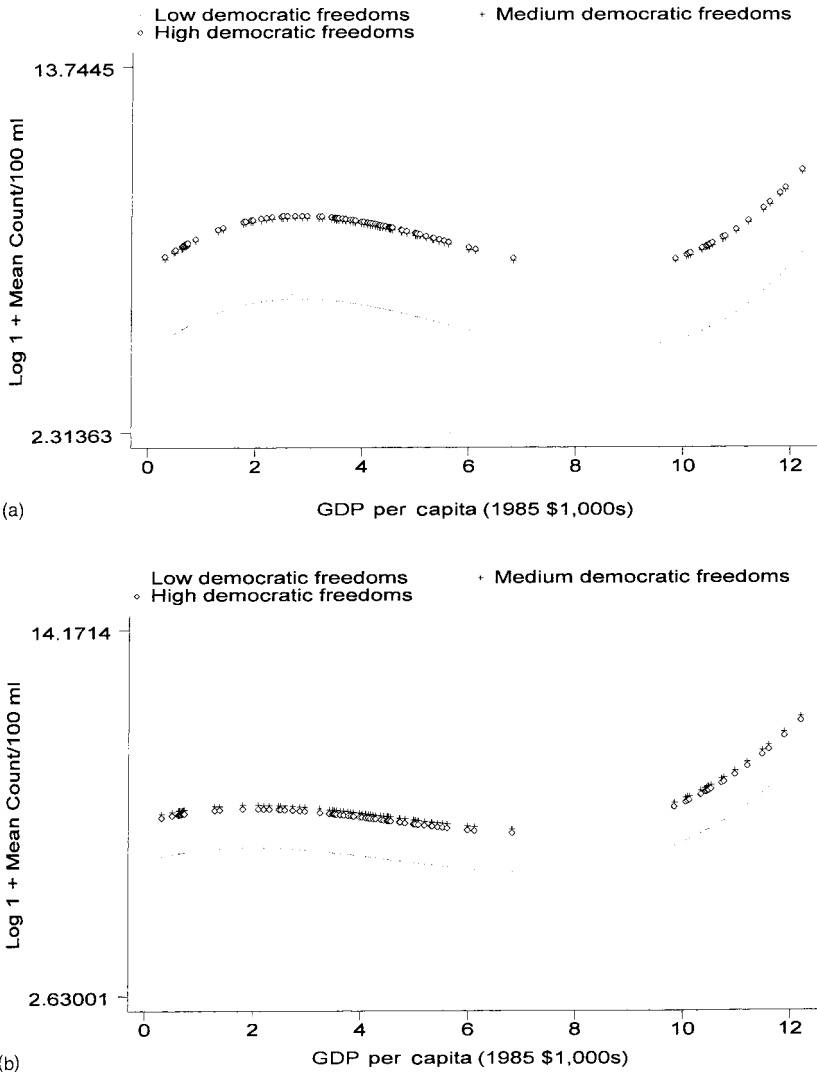 Low democratic freedoms
Medium democratic freedoms
High democratic freedoms
13.7445
Log 1 + Mean Count/100 ml
2.31363
0 2 4 6 8 10 12
(a)
GDP per capita (1985 $1,000s)
Low democratic freedoms
Medium democratic freedoms
High democratic freedoms
14.1714
Log 1 + Mean Count/100 ml
2.63001
0 2 4 6 8 10 12
(b)
GDP per capita (1985 $1,000s)